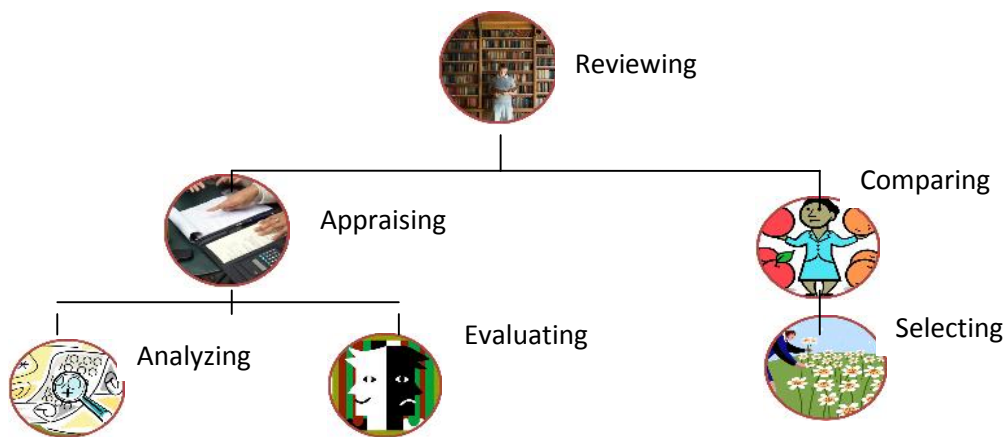 Reviewing
Comparing
Appraising
Evaluating
Selecting
Analyzing